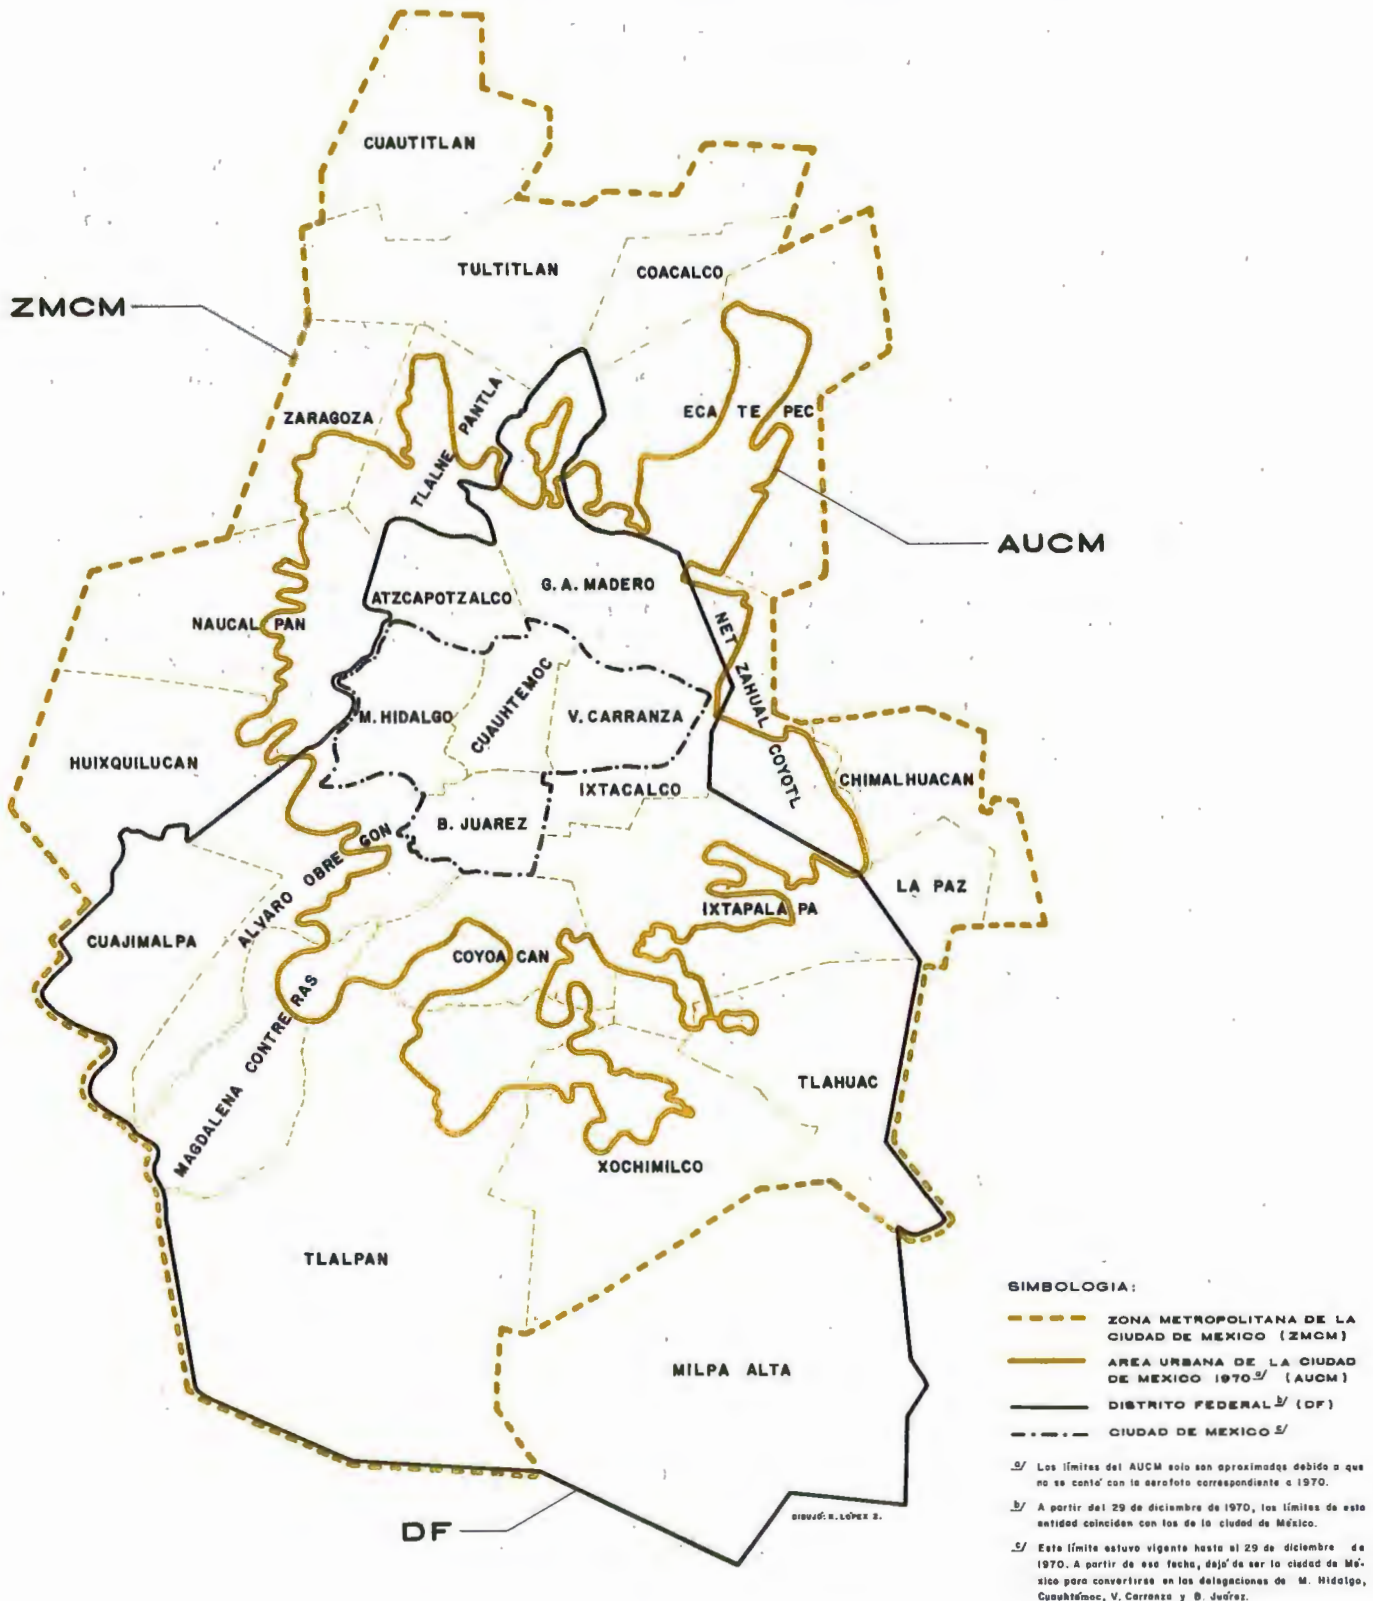 CUAUTITLAN
TULTITLAN
COACALCO
ZMCM
ZARAGOZA
TLALNE PANTLA
ECA TE PEC
AUCM
G. A. MADERO
ATZCAPOTZALCO
NAUCAL PAN
NET ZAHUAL COYOTL
M. HIDALGO
CUAUHTEMOC
V. CARRANZA
HUIXQUILUCAN
CHIMALHUACAN
IXTACALCO
B. JUAREZ
ALVARO OBRE GON
LA PAZ
IXTAPALA PA
CUAJIMALPA
COYOA CAN
MAGDALENA CONTRE RAS
TLAHUAC
XOCHIMILCO
TLALPAN
MILPA ALTA
DF
DIBUJÓ: R. LÓPEZ Z.
SIMBOLOGIA:
ZONA METROPOLITANA DE LA
CIUDAD DE MEXICO (ZMCM)
AREA URBANA DE LA CIUDAD
DE MEXICO 1970 a/ (AUCM)
DISTRITO FEDERAL b/ (DF)
CIUDAD DE MEXICO c/
a/ Los límites del AUCM solo son aproximados debido a que
no se contó con la aerofoto correspondiente a 1970.
b/ A partir del 29 de diciembre de 1970, los límites de esta
entidad coinciden con los de la ciudad de México.
c/ Este límite estuvo vigente hasta el 29 de diciembre de
1970. A partir de esa fecha, dejó de ser la ciudad de Mé-
xico para convertirse en las delegaciones de M. Hidalgo,
Cuauhtémoc, V. Carranza y B. Juárez.